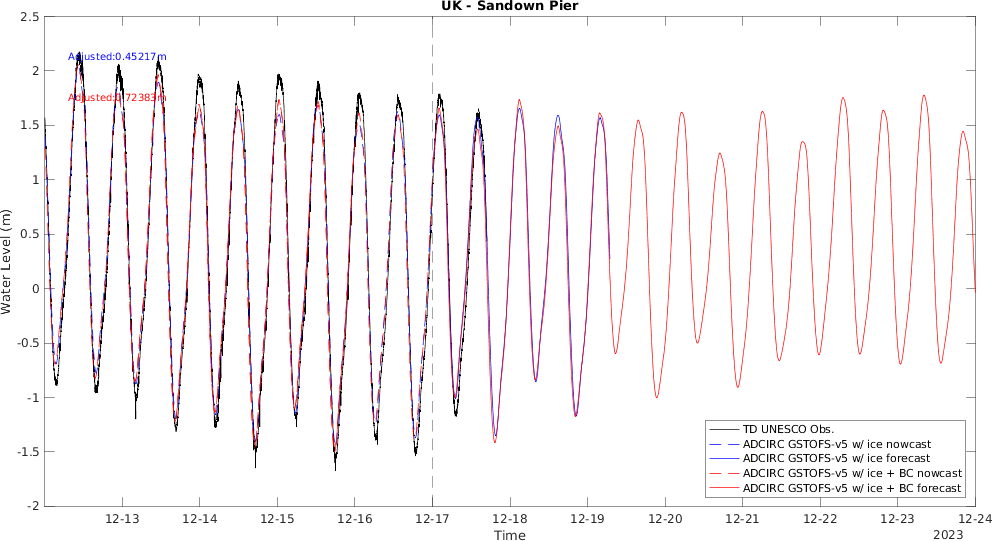 UK - Sandown Pier
2.5
2
1.5
1
0.5
0
-0.5
-1
-1.5
-2
Water Level (m)
Adjusted:0.45217m
Adjusted:0.72383m
TD UNESCO Obs.
ADCIRC GSTOFS-v5 w/ ice nowcast
ADCIRC GSTOFS-v5 w/ ice forecast
ADCIRC GSTOFS-v5 w/ ice + BC nowcast
ADCIRC GSTOFS-v5 w/ ice + BC forecast
12-13 12-14 12-15 12-16 12-17 12-18 12-19 12-20 12-21 12-22 12-23 12-24
Time
2023